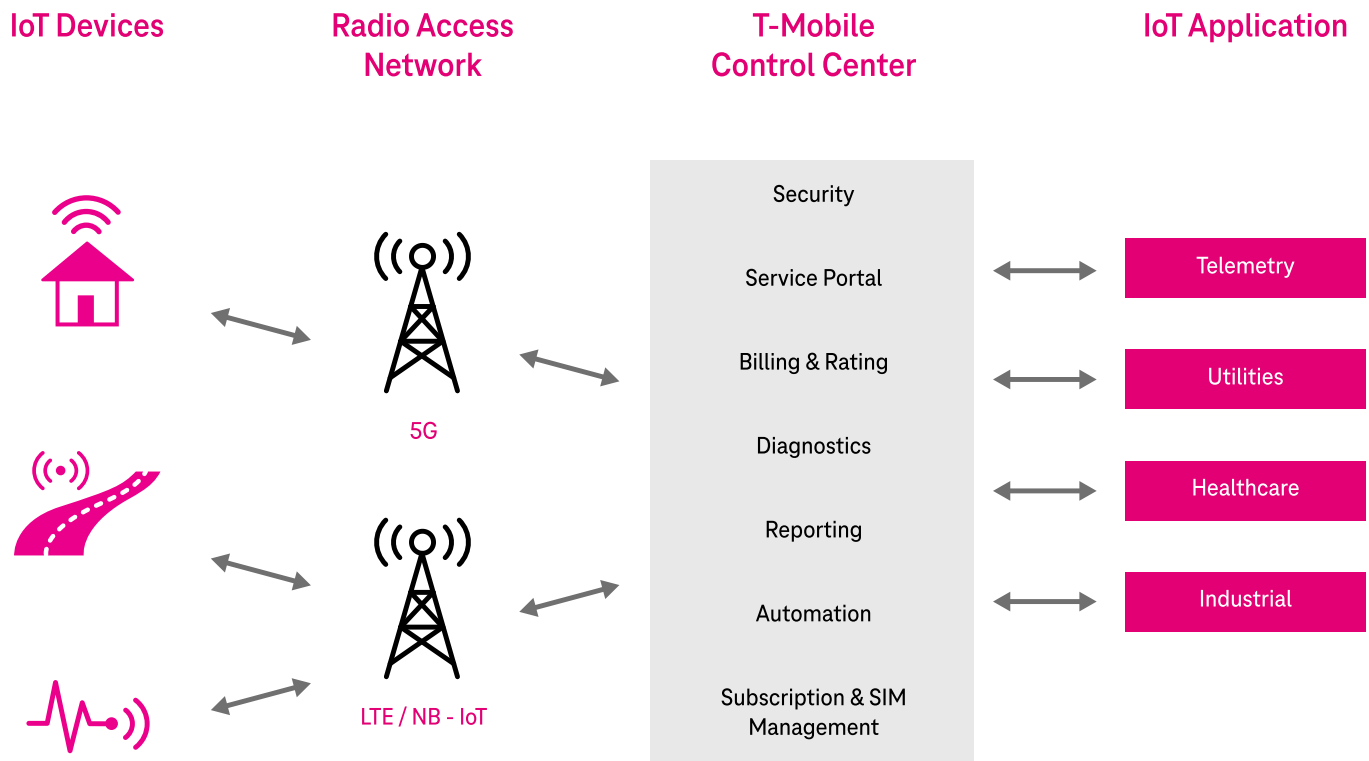 IoT Devices
Radio Access
Network
T-Mobile
Control Center
IoT Application
5G
LTE / NB - IoT
Security
Service Portal
Billing & Rating
Diagnostics
Reporting
Automation
Subscription & SIM
Management
Telemetry
Utilities
Healthcare
Industrial